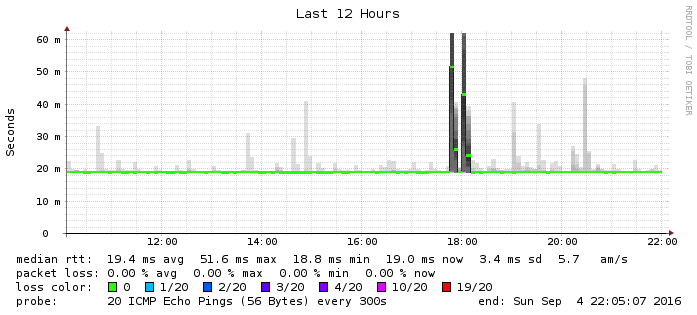 Last 12 Hours
RRDTOOL / TOBI OETIKER
Seconds
60 m
50 m
40 m
30 m
20 m
10 m
0
12:00 14:00 16:00 18:00 20:00 22:00
median rtt: 19.4 ms avg 51.6 ms max 18.8 ms min 19.0 ms now 3.4 ms sd 5.7 am/s
packet loss: 0.00 % avg 0.00 % max 0.00 % min 0.00 % now
loss color: 0 1/20 2/20 3/20 4/20 10/20 19/20
probe: 20 ICMP Echo Pings (56 Bytes) every 300s end: Sun Sep 4 22:05:07 2016